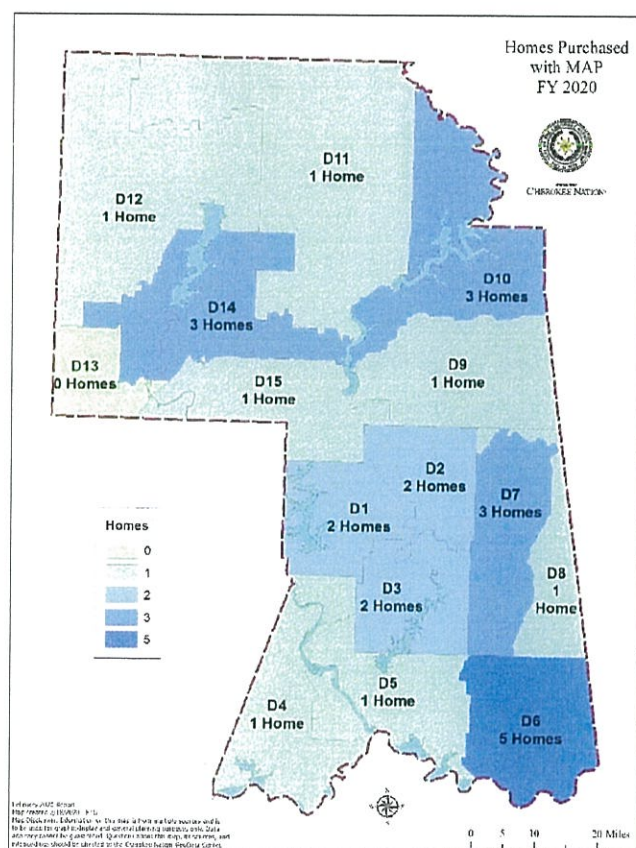 Homes Purchased
with MAP
FY 2020
CHEROKEE NATION
D11
1 Home
D12
1 Home
D10
3 Homes
D14
3 Homes
D13
0 Homes
D15
1 Home
D9
1 Home
D2
2 Homes
D1
2 Homes
D7
3 Homes
D3
2 Homes
D8
1
Home
D5
1 Home
D4
1 Home
D6
5 Homes
Homes
0
1
2
3
5
0 5 10 20 Miles